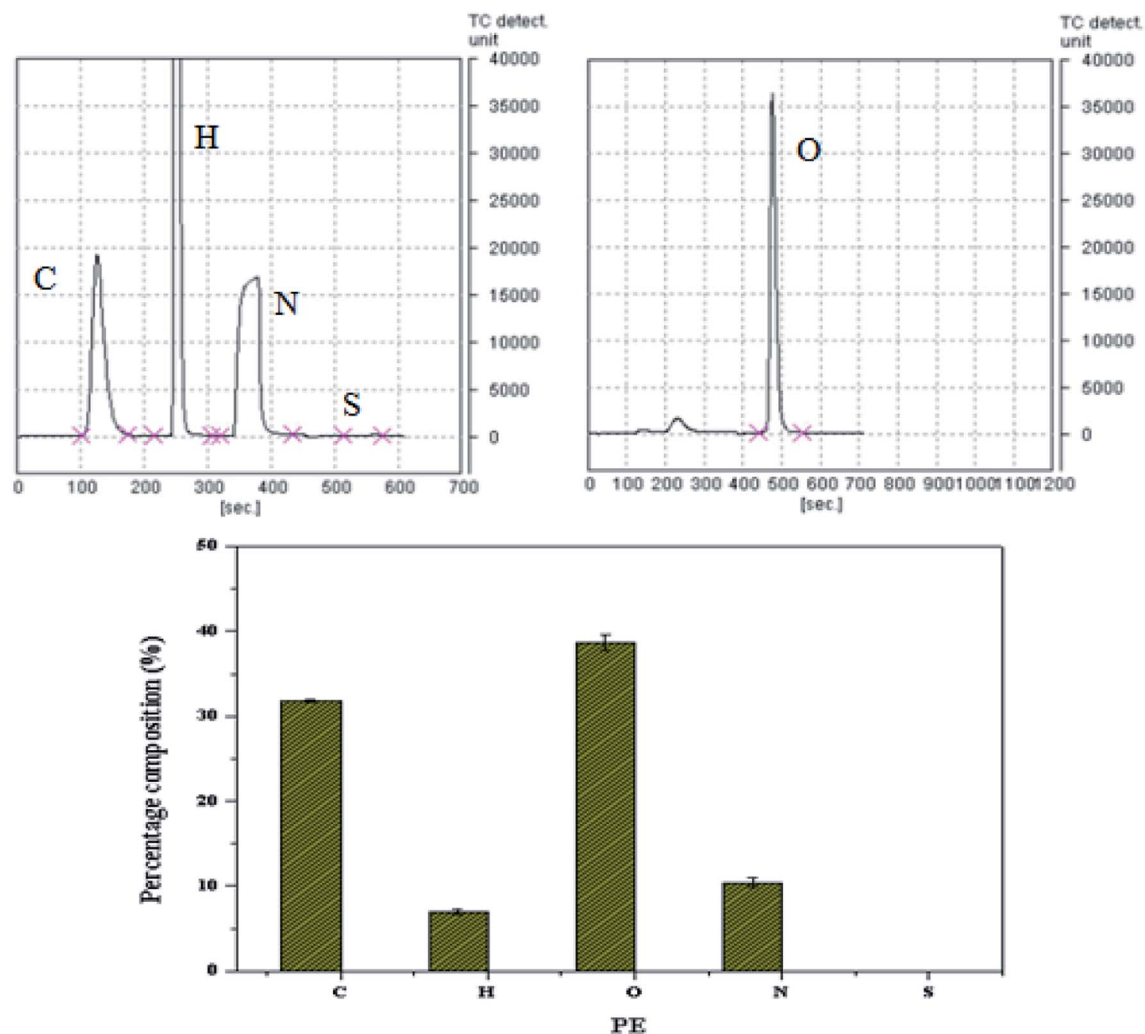 TC detect.
unit
40000
35000
30000
25000
20000
15000
10000
5000
0
C
H
N
S
0 100 200 300 400 500 600 700
[sec.]
TC detect.
unit
40000
35000
30000
25000
20000
15000
10000
5000
0
O
0 100 200 300 400 500 600 700 800 900100011001200
[sec.]
Percentage composition (%)
50
40
30
20
10
0
C H O N S
PE